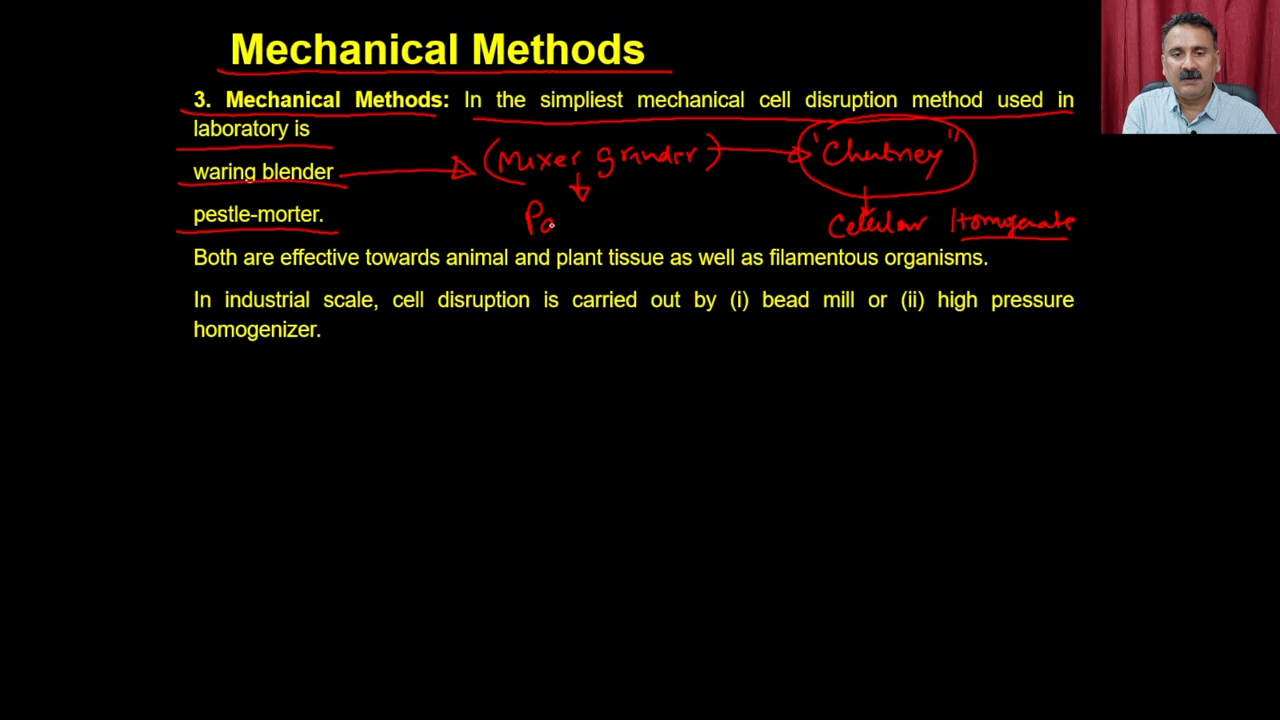 Mechanical Methods
3. Mechanical Methods: In the simpliest mechanical cell disruption method used in
laboratory is
waring blender (Mixer grinder) "Chutney"
pestle-morter. Po Cellular Homogenate
Both are effective towards animal and plant tissue as well as filamentous organisms.
In industrial scale, cell disruption is carried out by (i) bead mill or (ii) high pressure
homogenizer.